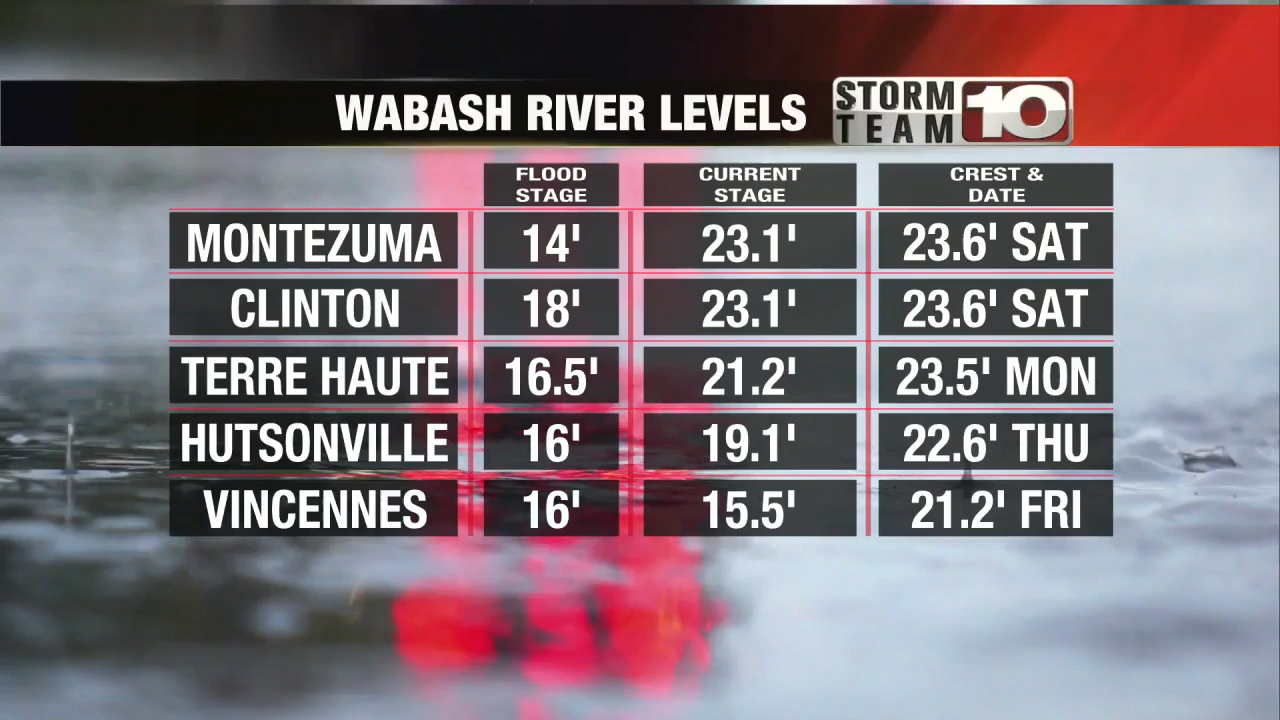 WABASH RIVER LEVELS
STORM
TEAM
10
FLOOD
STAGE
CURRENT
STAGE
CREST &
DATE
MONTEZUMA 14' 23.1' 23.6' SAT
CLINTON 18' 23.1' 23.6' SAT
TERRE HAUTE 16.5' 21.2' 23.5' MON
HUTSONVILLE 16' 19.1' 22.6' THU
VINCENNES 16' 15.5' 21.2' FRI